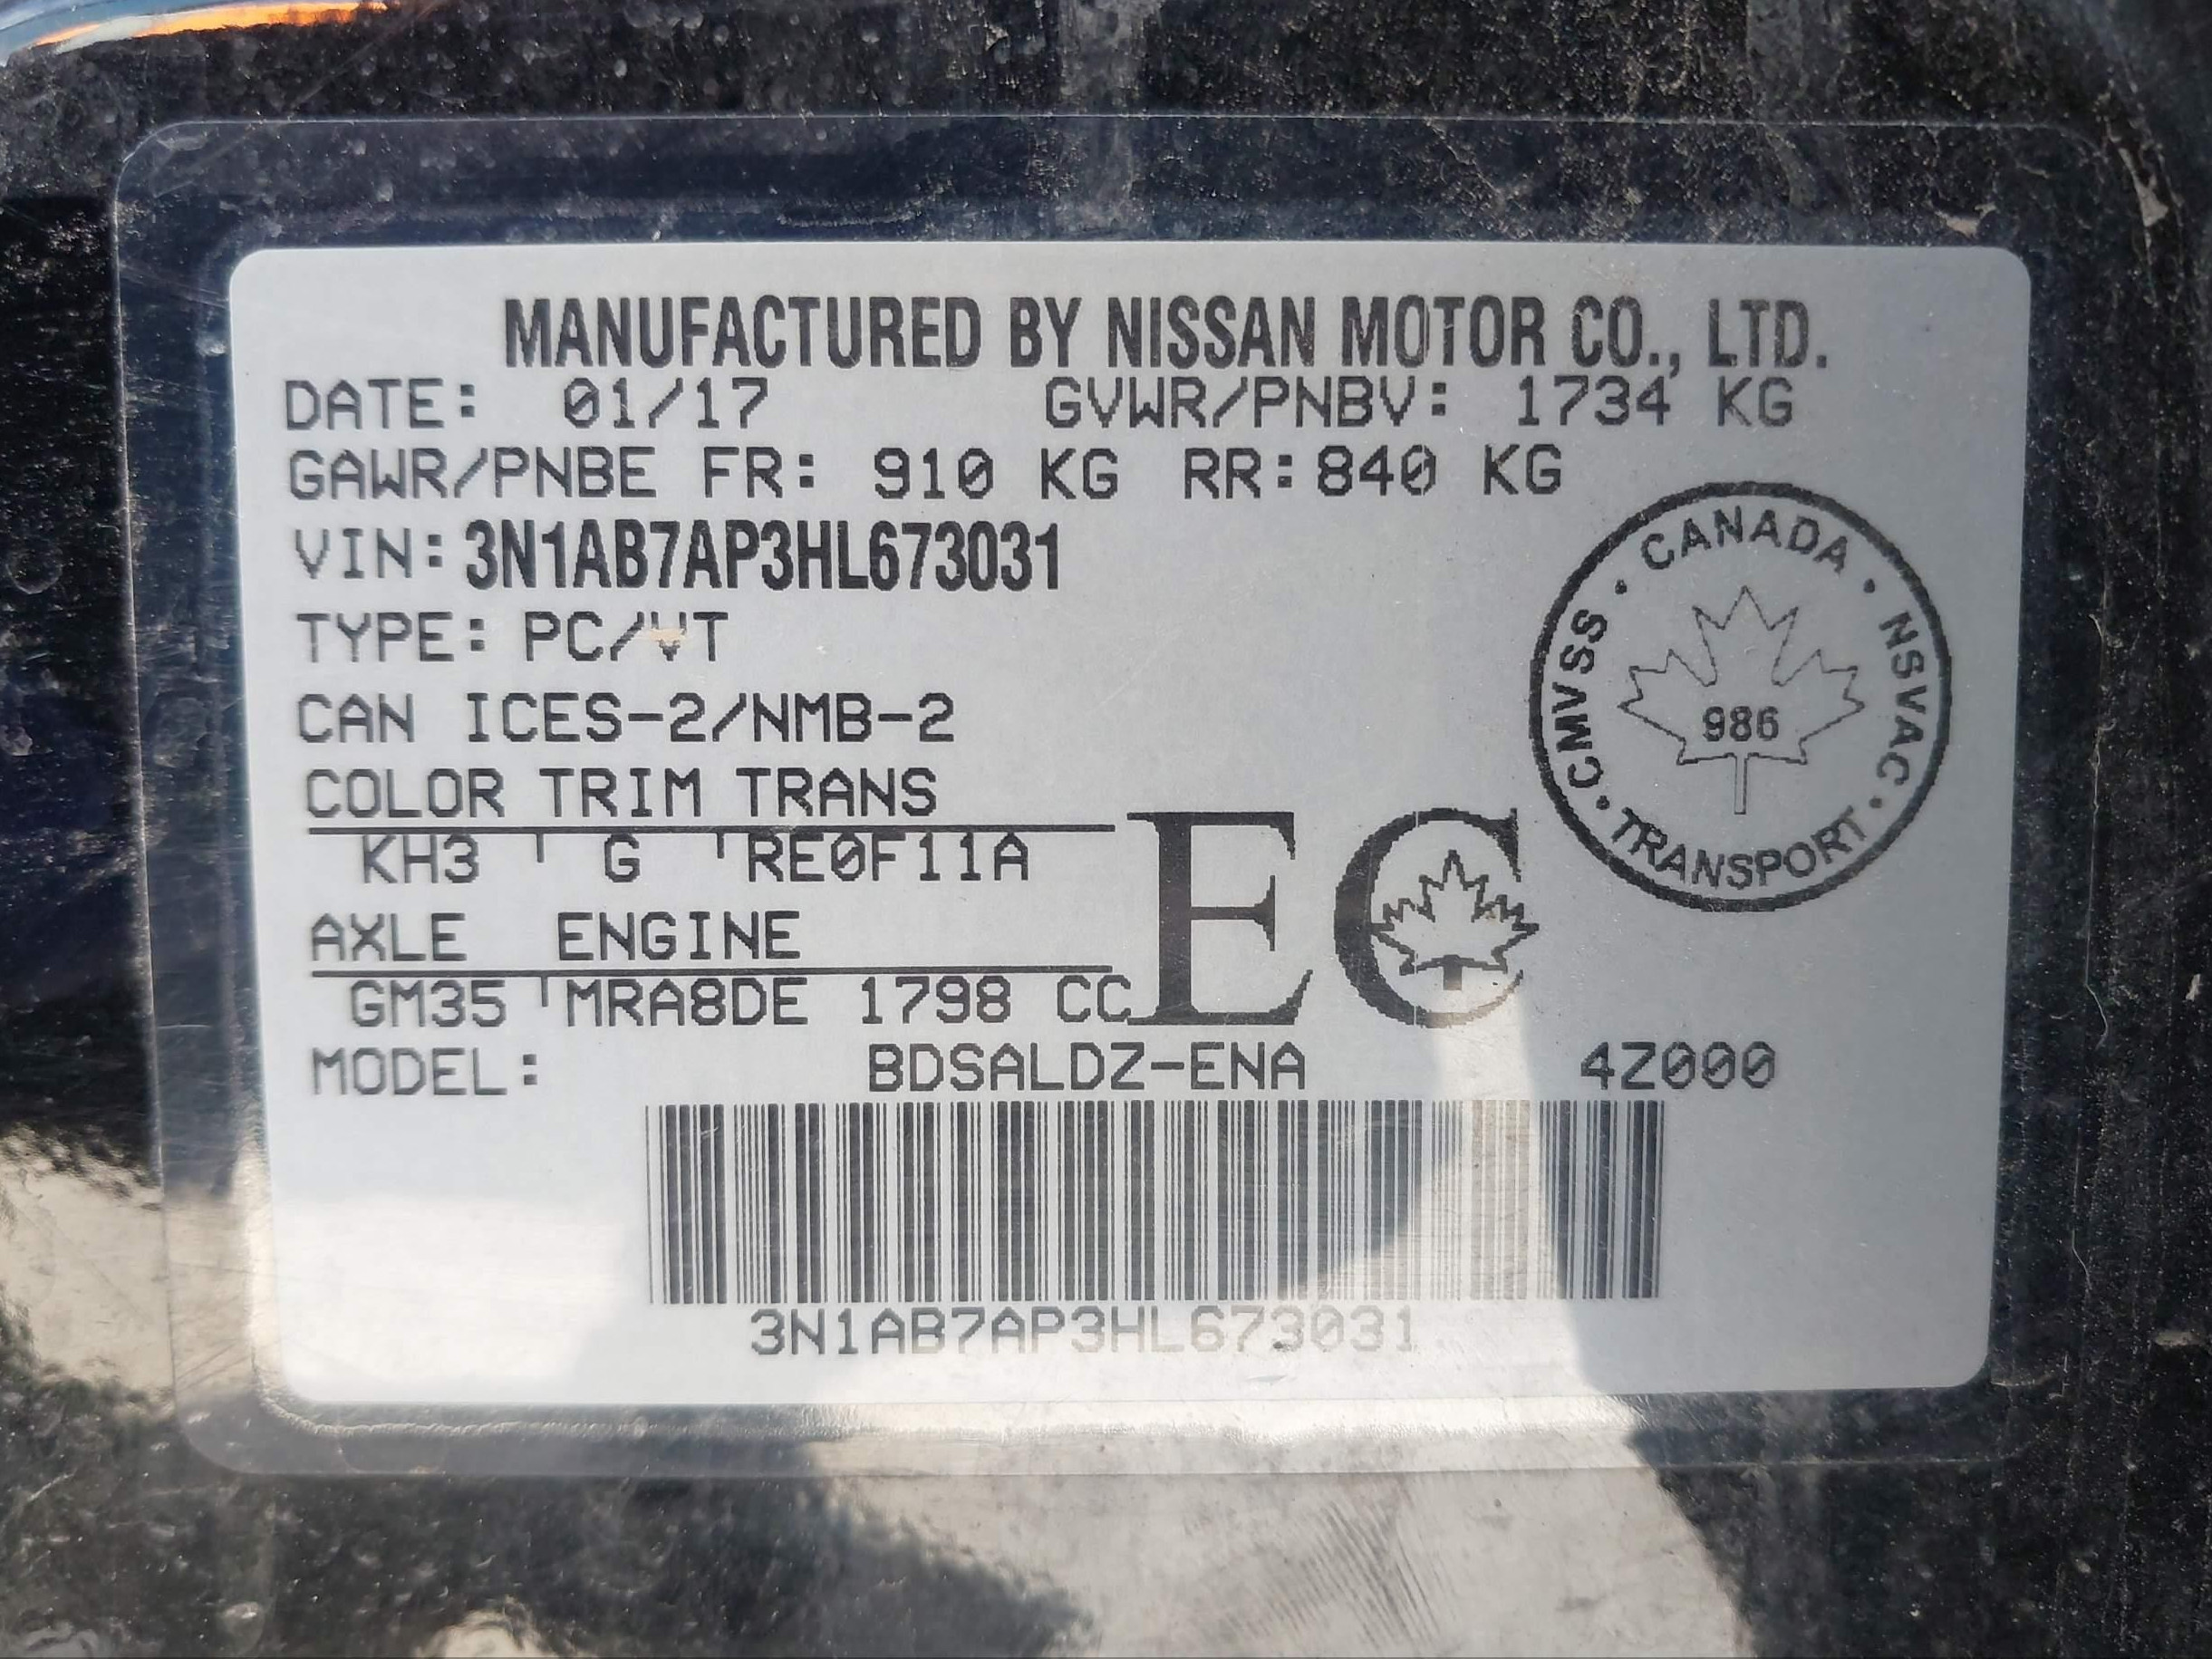 MANUFACTURED BY NISSAN MOTOR CO., LTD.
DATE: 01/17 GVWR/PNBV: 1734 KG
GAWR/PNBE FR: 910 KG RR:840 KG
VIN:3N1AB7AP3HL673031
TYPE: PC/VT
CAN ICES-2/NMB-2
COLOR TRIM TRANS
KH3 G RE0F11A
AXLE ENGINE
GM35 MRA8DE 1798 CC
EC
CANADA · NSVAC · TRANSPORT · CMVSS ·
986
MODEL: BDSALDZ-ENA 4Z000
3N1AB7AP3HL673031